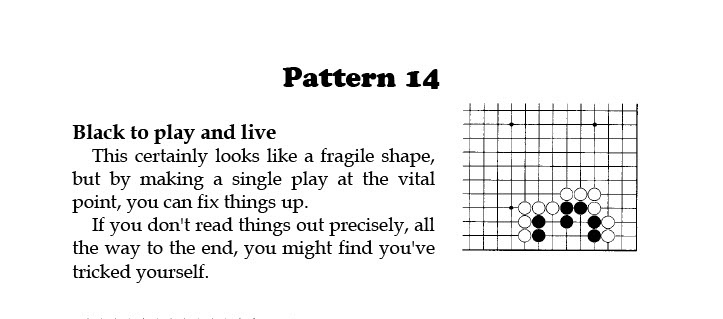 Pattern 14
Black to play and live
This certainly looks like a fragile shape,
but by making a single play at the vital
point, you can fix things up.
If you don't read things out precisely, all
the way to the end, you might find you've
tricked yourself.